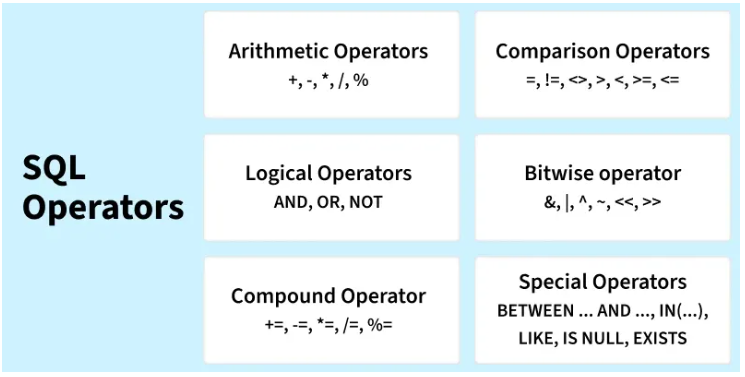 SQL
Operators
Arithmetic Operators
+, -, *, /, %
Comparison Operators
=, !=, <>, >, <, >=, <=
Logical Operators
AND, OR, NOT
Bitwise operator
&, |, ^, ~, <<, >>
Compound Operator
+=, -=, *=, /=, %=
Special Operators
BETWEEN ... AND ..., IN(...),
LIKE, IS NULL, EXISTS